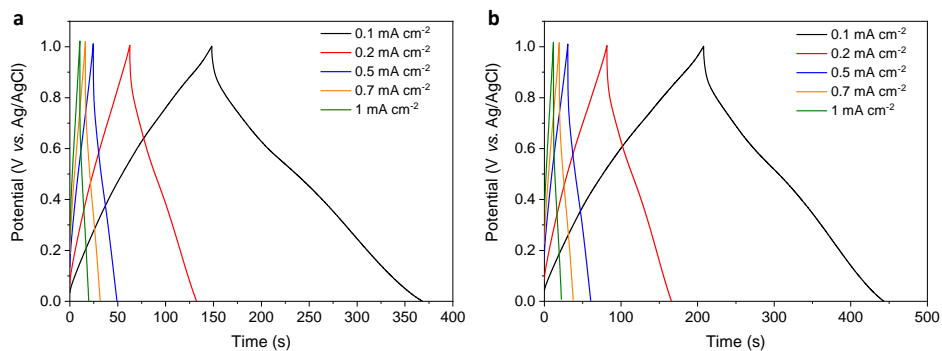 a
0.1 mA cm⁻²
0.2 mA cm⁻²
0.5 mA cm⁻²
0.7 mA cm⁻²
1 mA cm⁻²
Potential (V vs. Ag/AgCl)
1.0
0.8
0.6
0.4
0.2
0.0
0 50 100 150 200 250 300 350 400
Time (s)
b
0.1 mA cm⁻²
0.2 mA cm⁻²
0.5 mA cm⁻²
0.7 mA cm⁻²
1 mA cm⁻²
Potential (V vs. Ag/AgCl)
1.0
0.8
0.6
0.4
0.2
0.0
0 100 200 300 400 500
Time (s)